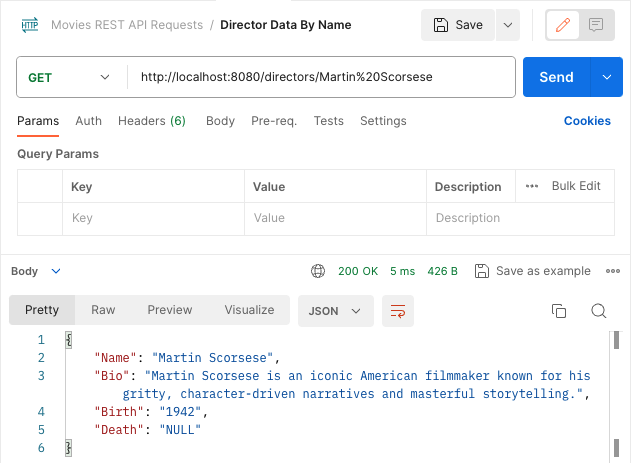 HTTP Movies REST API Requests / Director Data By Name Save
GET http://localhost:8080/directors/Martin%20Scorsese Send
Params Auth Headers (6) Body Pre-req. Tests Settings Cookies
Query Params
Key Value Description ••• Bulk Edit
Key Value Description
Body 200 OK 5 ms 426 B Save as example •••
Pretty Raw Preview Visualize JSON
1 {
2 "Name": "Martin Scorsese",
3 "Bio": "Martin Scorsese is an iconic American filmmaker known for his
gritty, character-driven narratives and masterful storytelling.",
4 "Birth": "1942",
5 "Death": "NULL"
6 }